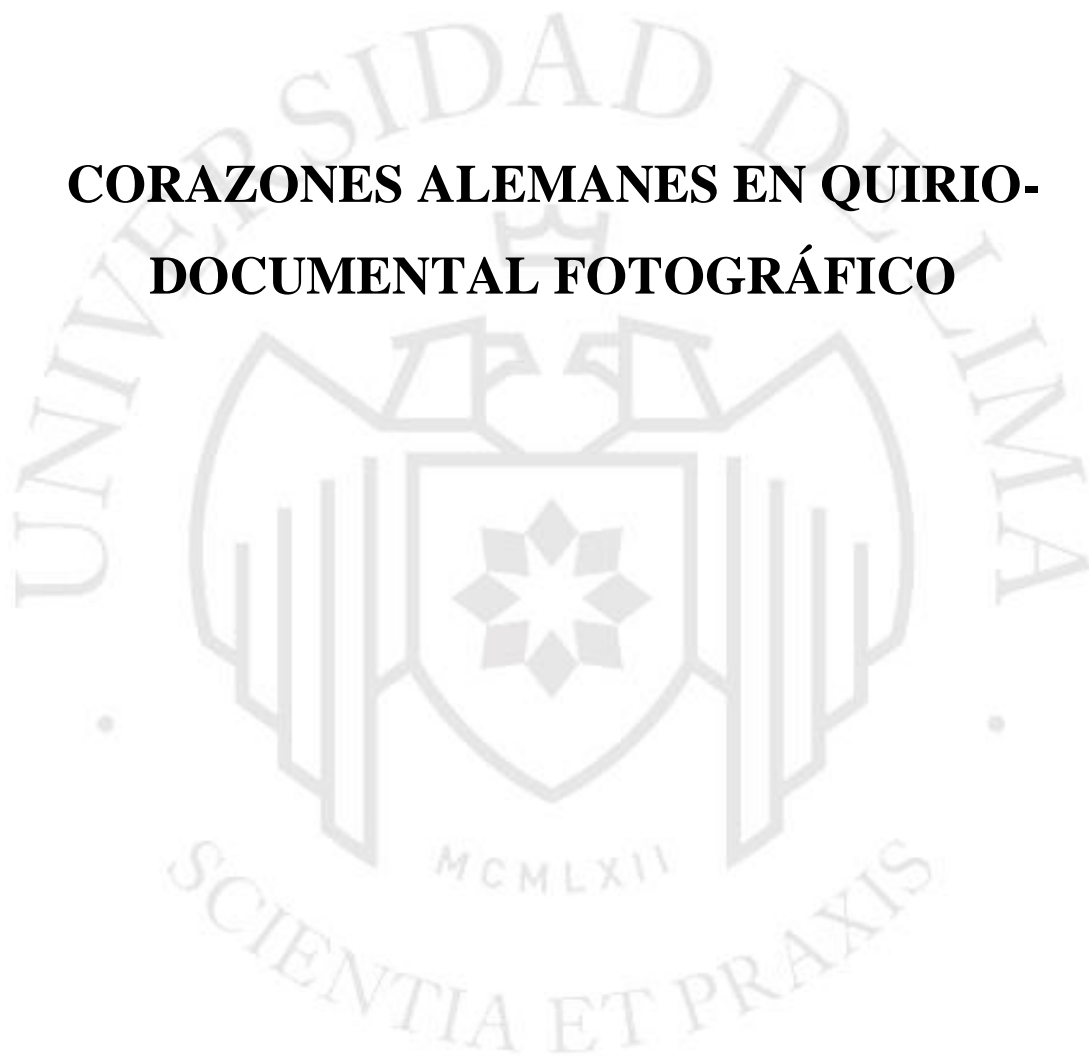 UNIVERSIDAD DE LIMA
CORAZONES ALEMANES EN QUIRIO-
DOCUMENTAL FOTOGRÁFICO
MCMLXII
SCIENTIA ET PRAXIS